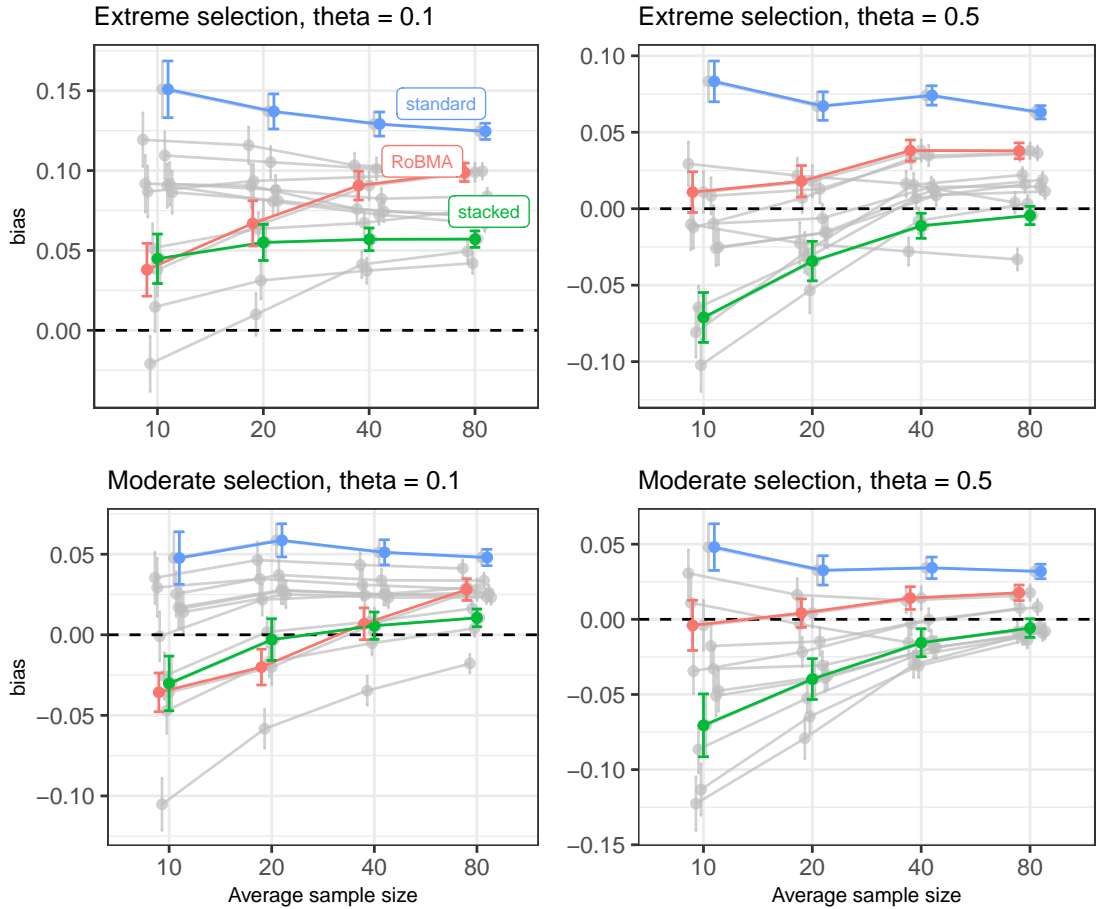 Extreme selection, theta = 0.1
Extreme selection, theta = 0.5
bias
0.15
0.10
0.05
0.00
standard
RoBMA
stacked
10 20 40 80
0.10
0.05
0.00
−0.05
−0.10
10 20 40 80
Moderate selection, theta = 0.1
Moderate selection, theta = 0.5
bias
0.05
0.00
−0.05
−0.10
10 20 40 80
Average sample size
0.05
0.00
−0.05
−0.10
−0.15
10 20 40 80
Average sample size